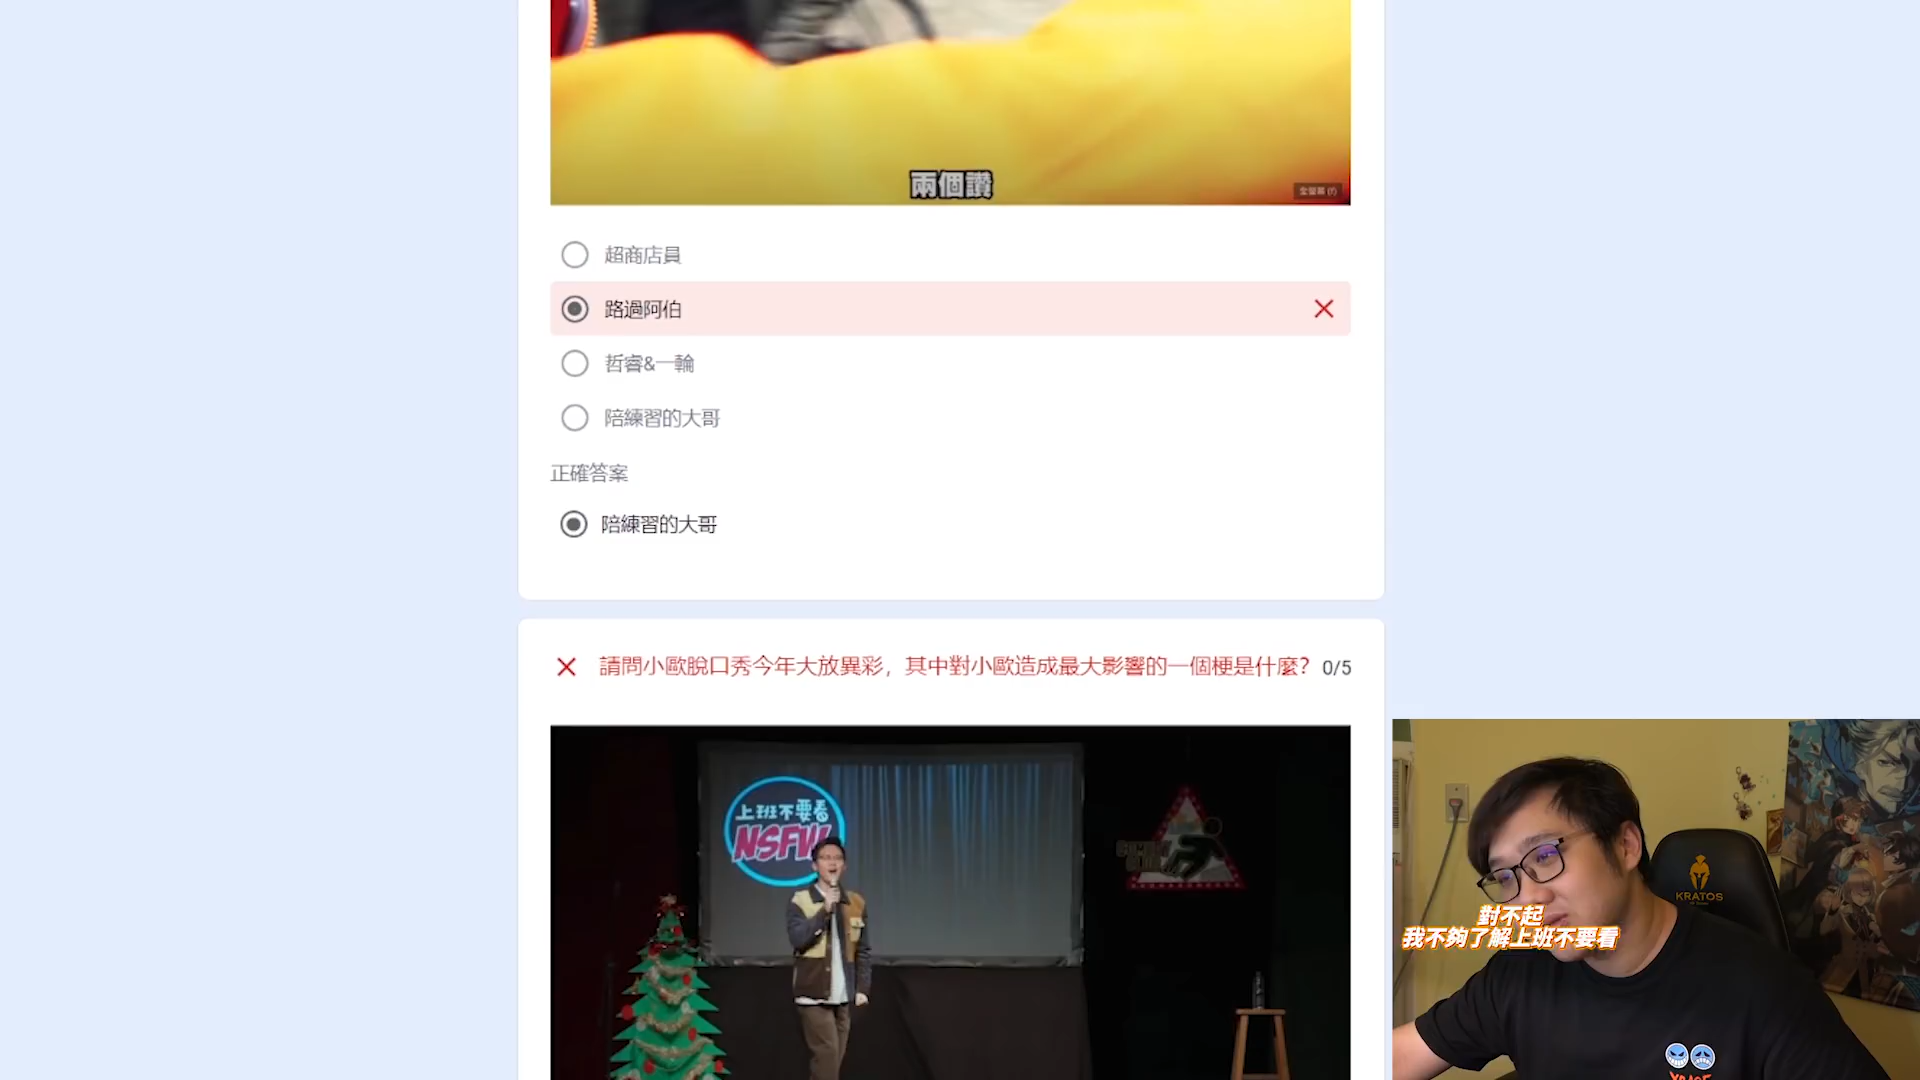 兩個讚
全螢幕 (f)
超商店員
路過阿伯
哲睿&一輪
陪練習的大哥
正確答案
陪練習的大哥
請問小歐脫口秀今年大放異彩，其中對小歐造成最大影響的一個梗是什麼？ 0/5
上班不要看
NSFW
KRATOS
對不起
我不夠了解上班不要看